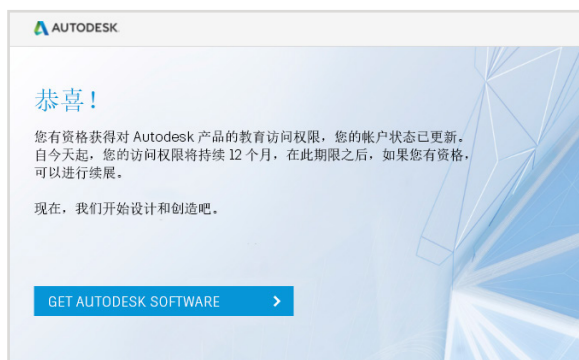 AUTODESK
恭喜！
您有资格获得对 Autodesk 产品的教育访问权限，您的帐户状态已更新。
自今天起，您的访问权限将持续 12 个月，在此期限之后，如果您有资格，
可以进行续展。
现在，我们开始设计和创造吧。
GET AUTODESK SOFTWARE